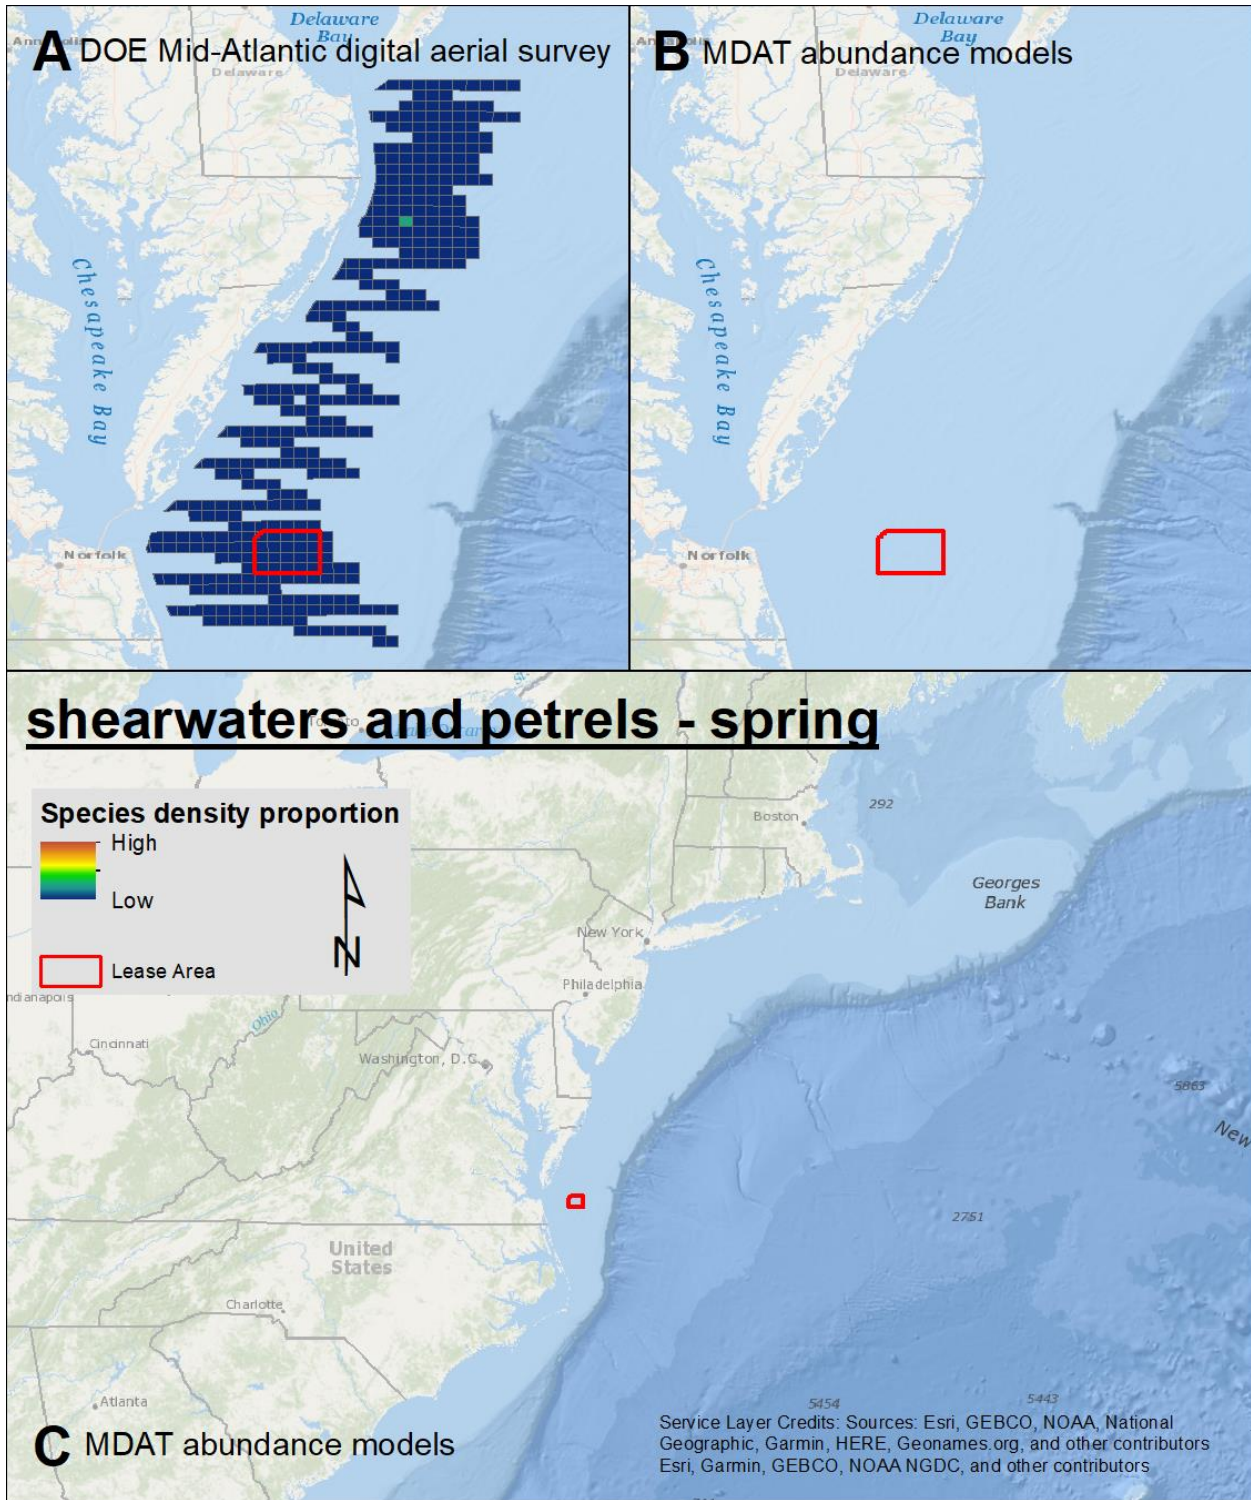 A DOE Mid-Atlantic digital aerial survey
Delaware
Bay
Delaware
Chesapeake Bay
Norfolk
B MDAT abundance models
Delaware
Bay
Annapolis
Delaware
Chesapeake Bay
Norfolk
shearwaters and petrels - spring
Toronto
Species density proportion
High
Low
Lease Area
N
292
Boston
Georges
Bank
New York
Philadelphia
ndianapolis
Ohio
Cincinnati
Washington, D.C.
5863
New
2751
United
States
Charlotte
Atlanta
5454
5443
C MDAT abundance models
Service Layer Credits: Sources: Esri, GEBCO, NOAA, National
Geographic, Garmin, HERE, Geonames.org, and other contributors
Esri, Garmin, GEBCO, NOAA NGDC, and other contributors